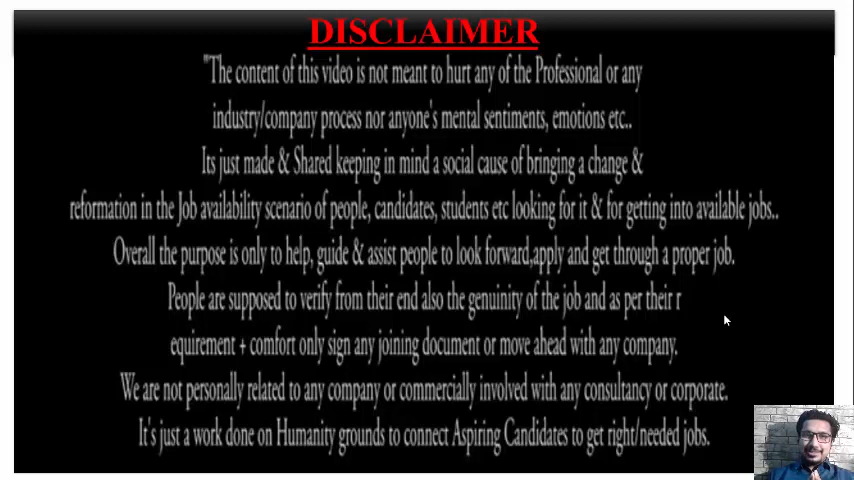 DISCLAIMER
"The content of this video is not meant to hurt any of the Professional or any
industry/company process nor anyone's mental sentiments, emotions etc..
Its just made & Shared keeping in mind a social cause of bringing a change &
reformation in the Job availability scenario of people, candidates, students etc looking for it & for getting into available jobs..
Overall the purpose is only to help, guide & assist people to look forward,apply and get through a proper job.
People are supposed to verify from their end also the genuinity of the job and as per their r
equirement + comfort only sign any joining document or move ahead with any company.
We are not personally related to any company or commercially involved with any consultancy or corporate.
It's just a work done on Humanity grounds to connect Aspiring Candidates to get right/needed jobs.